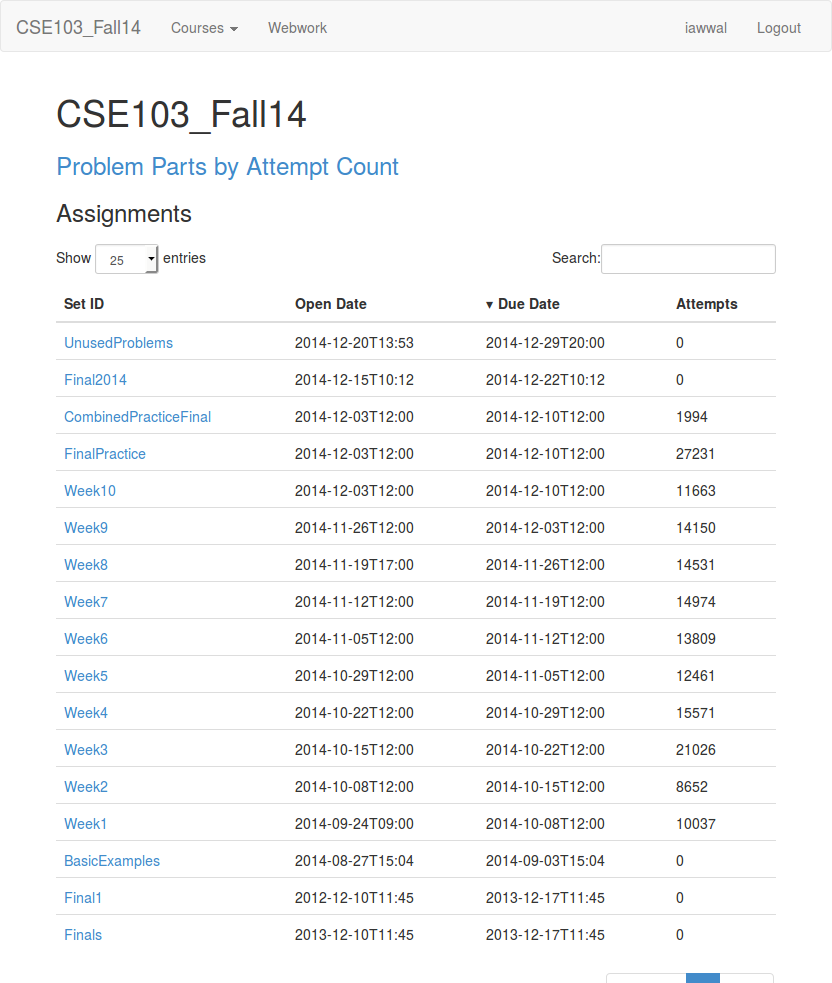 CSE103_Fall14 Courses Webwork iawwal Logout
CSE103_Fall14
Problem Parts by Attempt Count
Assignments
Show 25 entries Search:
Set ID Open Date ▾ Due Date Attempts
UnusedProblems 2014-12-20T13:53 2014-12-29T20:00 0
Final2014 2014-12-15T10:12 2014-12-22T10:12 0
CombinedPracticeFinal 2014-12-03T12:00 2014-12-10T12:00 1994
FinalPractice 2014-12-03T12:00 2014-12-10T12:00 27231
Week10 2014-12-03T12:00 2014-12-10T12:00 11663
Week9 2014-11-26T12:00 2014-12-03T12:00 14150
Week8 2014-11-19T17:00 2014-11-26T12:00 14531
Week7 2014-11-12T12:00 2014-11-19T12:00 14974
Week6 2014-11-05T12:00 2014-11-12T12:00 13809
Week5 2014-10-29T12:00 2014-11-05T12:00 12461
Week4 2014-10-22T12:00 2014-10-29T12:00 15571
Week3 2014-10-15T12:00 2014-10-22T12:00 21026
Week2 2014-10-08T12:00 2014-10-15T12:00 8652
Week1 2014-09-24T09:00 2014-10-08T12:00 10037
BasicExamples 2014-08-27T15:04 2014-09-03T15:04 0
Final1 2012-12-10T11:45 2013-12-17T11:45 0
Finals 2013-12-10T11:45 2013-12-17T11:45 0